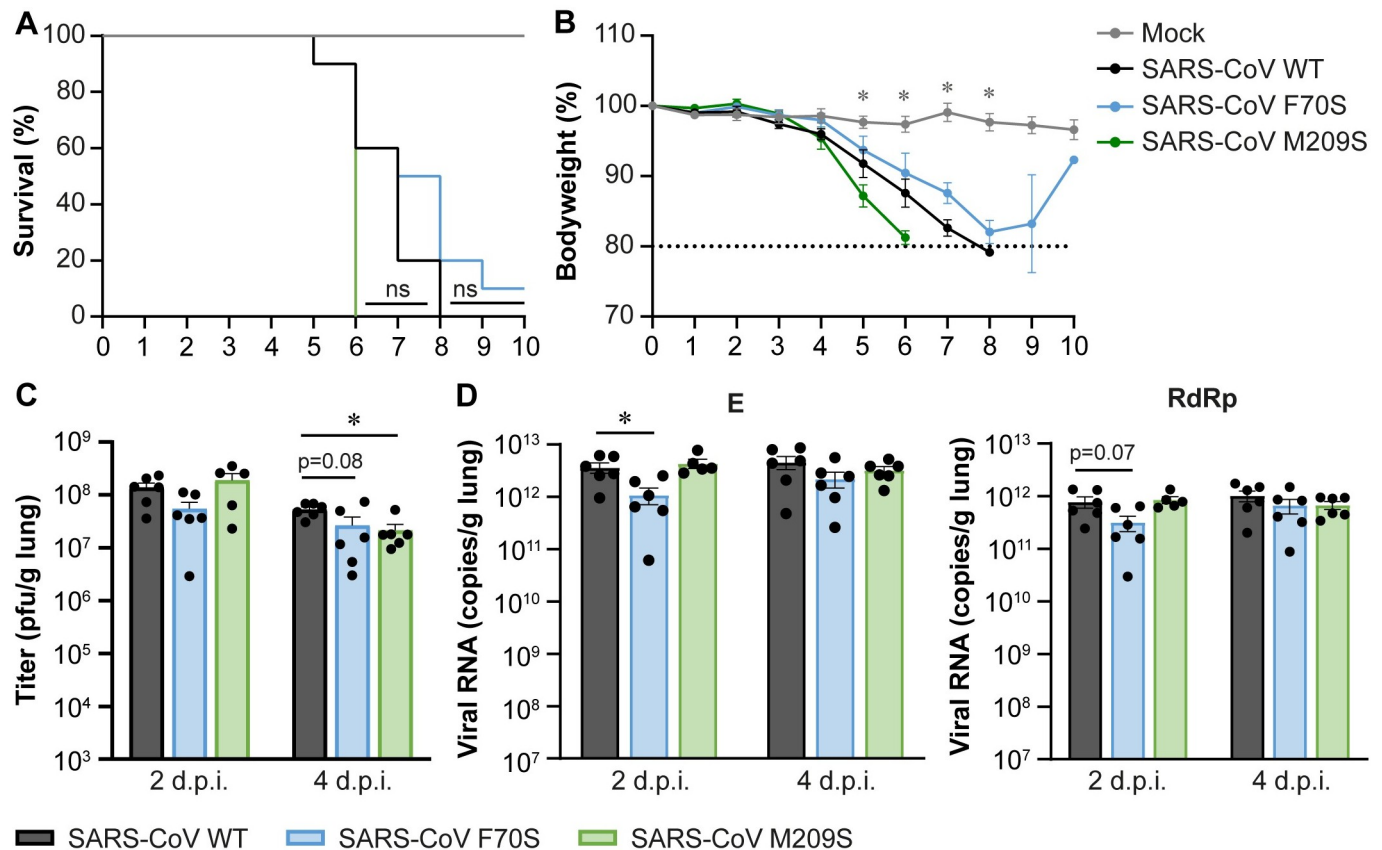 A
Survival (%)
100
80
60
40
20
0
ns
ns
0 1 2 3 4 5 6 7 8 9 10
B
Bodyweight (%)
110
100
90
80
70
* * * *
0 1 2 3 4 5 6 7 8 9 10
Mock
SARS-CoV WT
SARS-CoV F70S
SARS-CoV M209S
C
Titer (pfu/g lung)
10⁹
10⁸
10⁷
10⁶
10⁵
10⁴
10³
*
p=0.08
2 d.p.i. 4 d.p.i.
D
E
Viral RNA (copies/g lung)
10¹³
10¹²
10¹¹
10¹⁰
10⁹
10⁸
10⁷
*
2 d.p.i. 4 d.p.i.
RdRp
Viral RNA (copies/g lung)
10¹³
10¹²
10¹¹
10¹⁰
10⁹
10⁸
10⁷
p=0.07
2 d.p.i. 4 d.p.i.
SARS-CoV WT SARS-CoV F70S SARS-CoV M209S